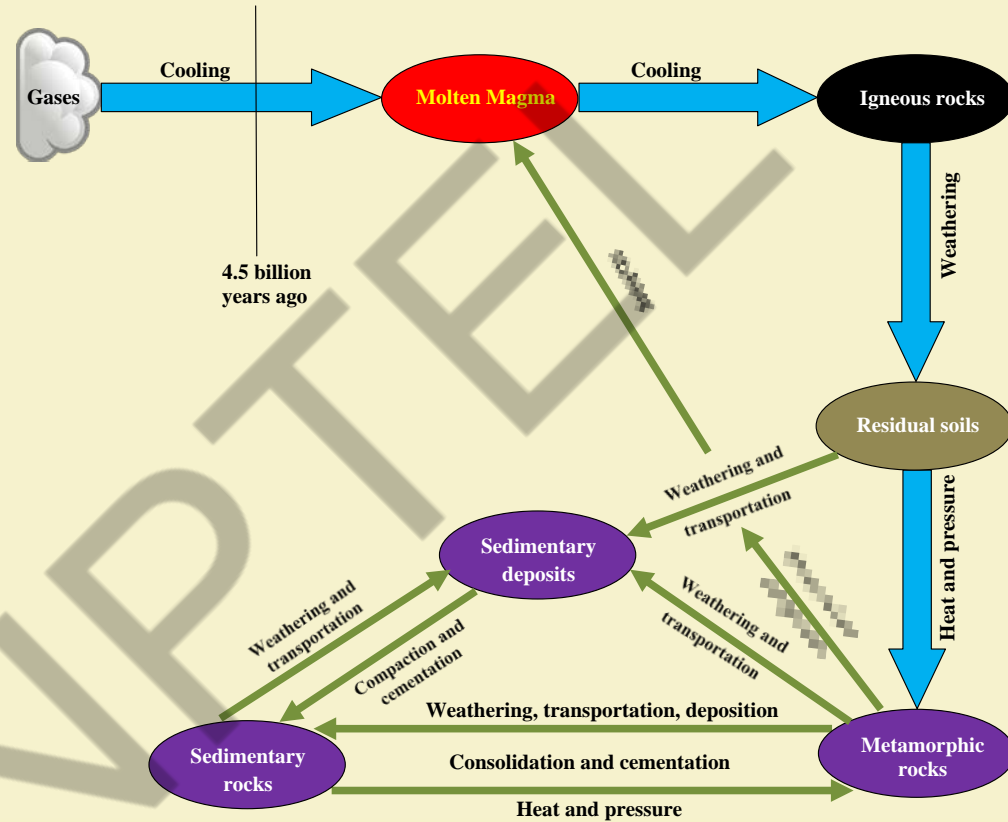 Gases
Cooling
Molten Magma
Cooling
Igneous rocks
Weathering
4.5 billion
years ago
Residual soils
Weathering and
transportation
Heat and pressure
Sedimentary
deposits
Weathering and
transportation
Weathering and
transportation
Compaction and
cementation
Weathering, transportation, deposition
Sedimentary
rocks
Consolidation and cementation
Metamorphic
rocks
Heat and pressure
VPTEL